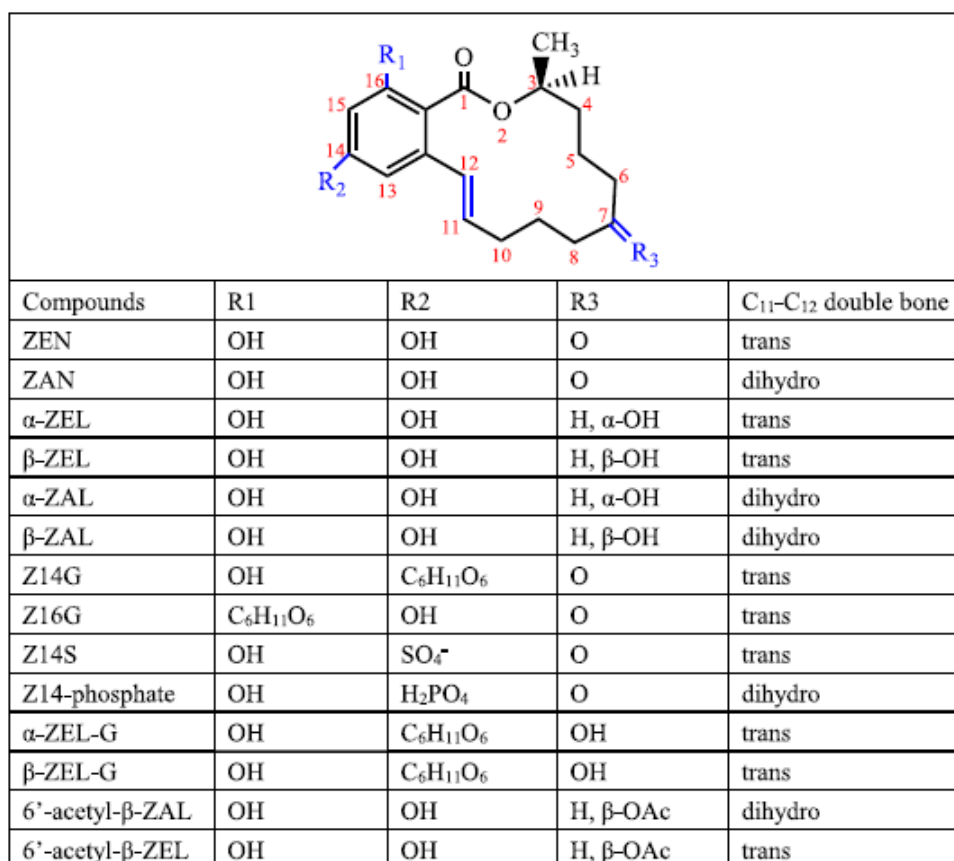 R₁
O
CH₃
H
16
15
14
13
12
11
10
9
8
7
6
5
4
3
O
2
1
R₂
R₃
Compounds R1 R2 R3 C₁₁-C₁₂ double bone
ZEN OH OH O trans
ZAN OH OH O dihydro
α-ZEL OH OH H, α-OH trans
β-ZEL OH OH H, β-OH trans
α-ZAL OH OH H, α-OH dihydro
β-ZAL OH OH H, β-OH dihydro
Z14G OH C₆H₁₁O₆ O trans
Z16G C₆H₁₁O₆ OH O trans
Z14S OH SO₄⁻ O trans
Z14-phosphate OH H₂PO₄ O dihydro
α-ZEL-G OH C₆H₁₁O₆ OH trans
β-ZEL-G OH C₆H₁₁O₆ OH trans
6’-acetyl-β-ZAL OH OH H, β-OAc dihydro
6’-acetyl-β-ZEL OH OH H, β-OAc trans